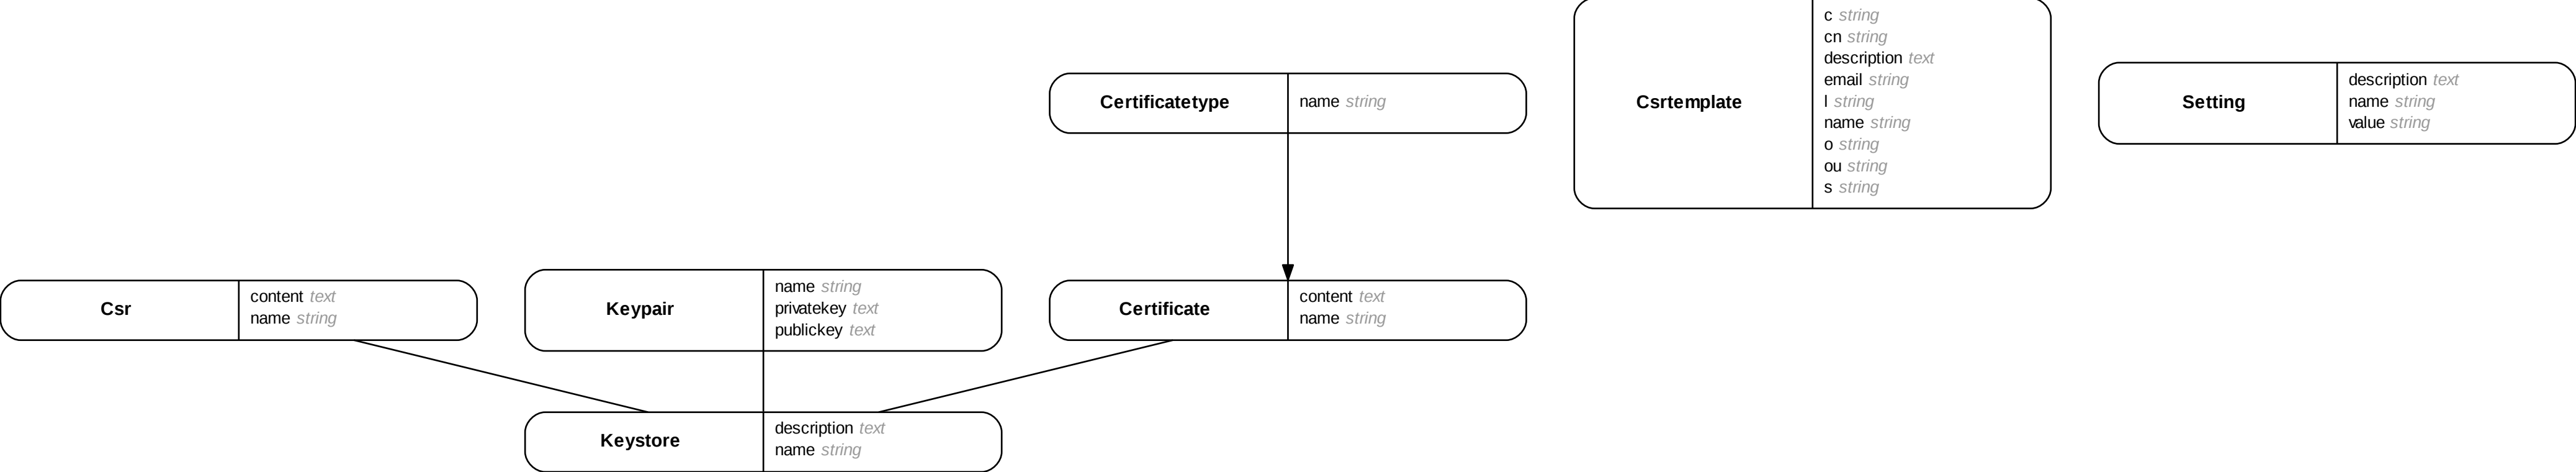 Certificatetype
name string
Csrtemplate
c string
cn string
description text
email string
l string
name string
o string
ou string
s string
Setting
description text
name string
value string
Csr
content text
name string
Keypair
name string
privatekey text
publickey text
Certificate
content text
name string
Keystore
description text
name string